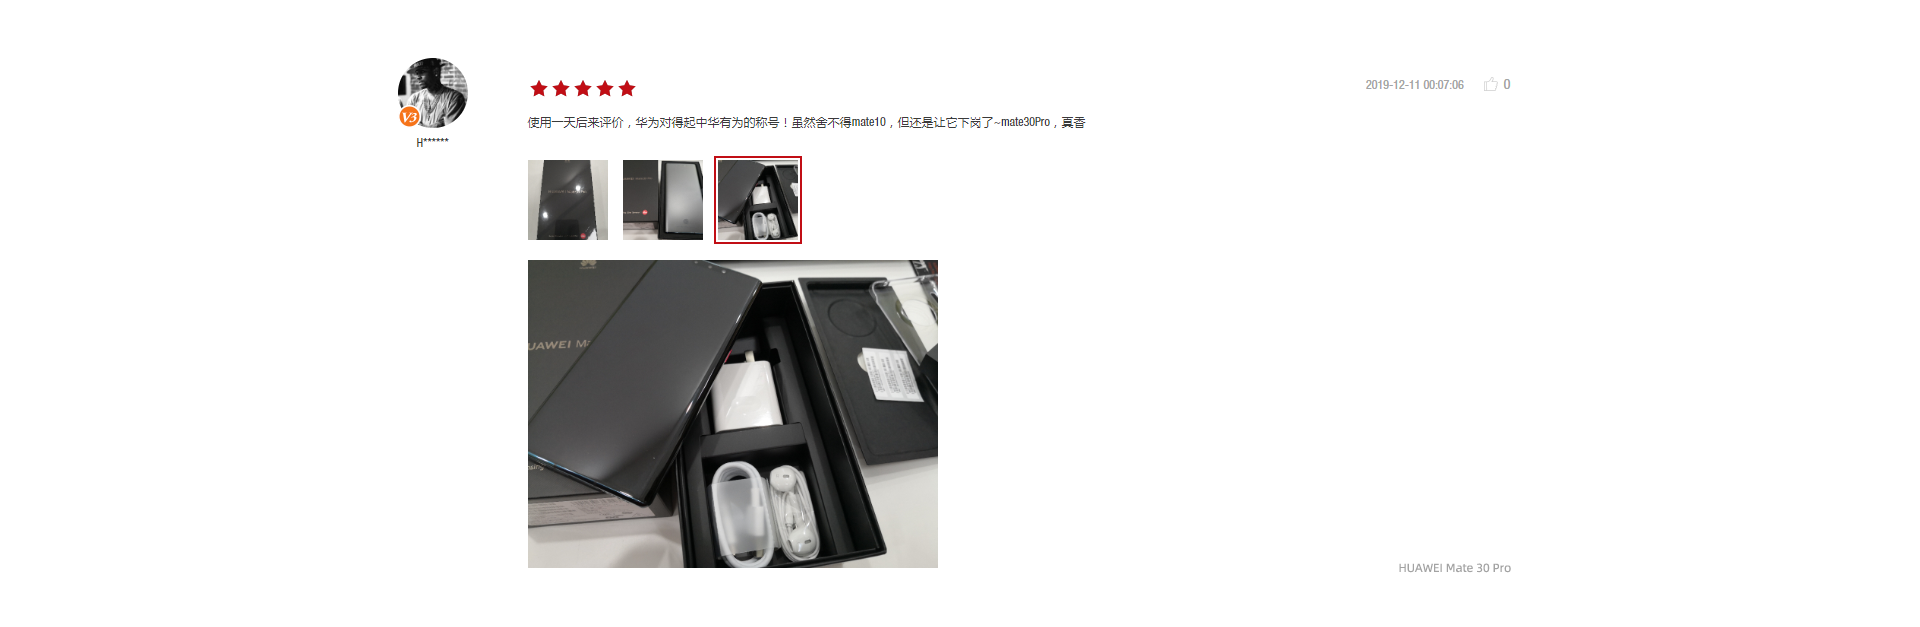 2019-12-11 00:07:06 0
V3
使用一天后来评价，华为对得起中华有为的称号！虽然舍不得mate10，但还是让它下岗了~mate30Pro，真香
H******
HUAWEI
HUAWEI Mate 30 Pro